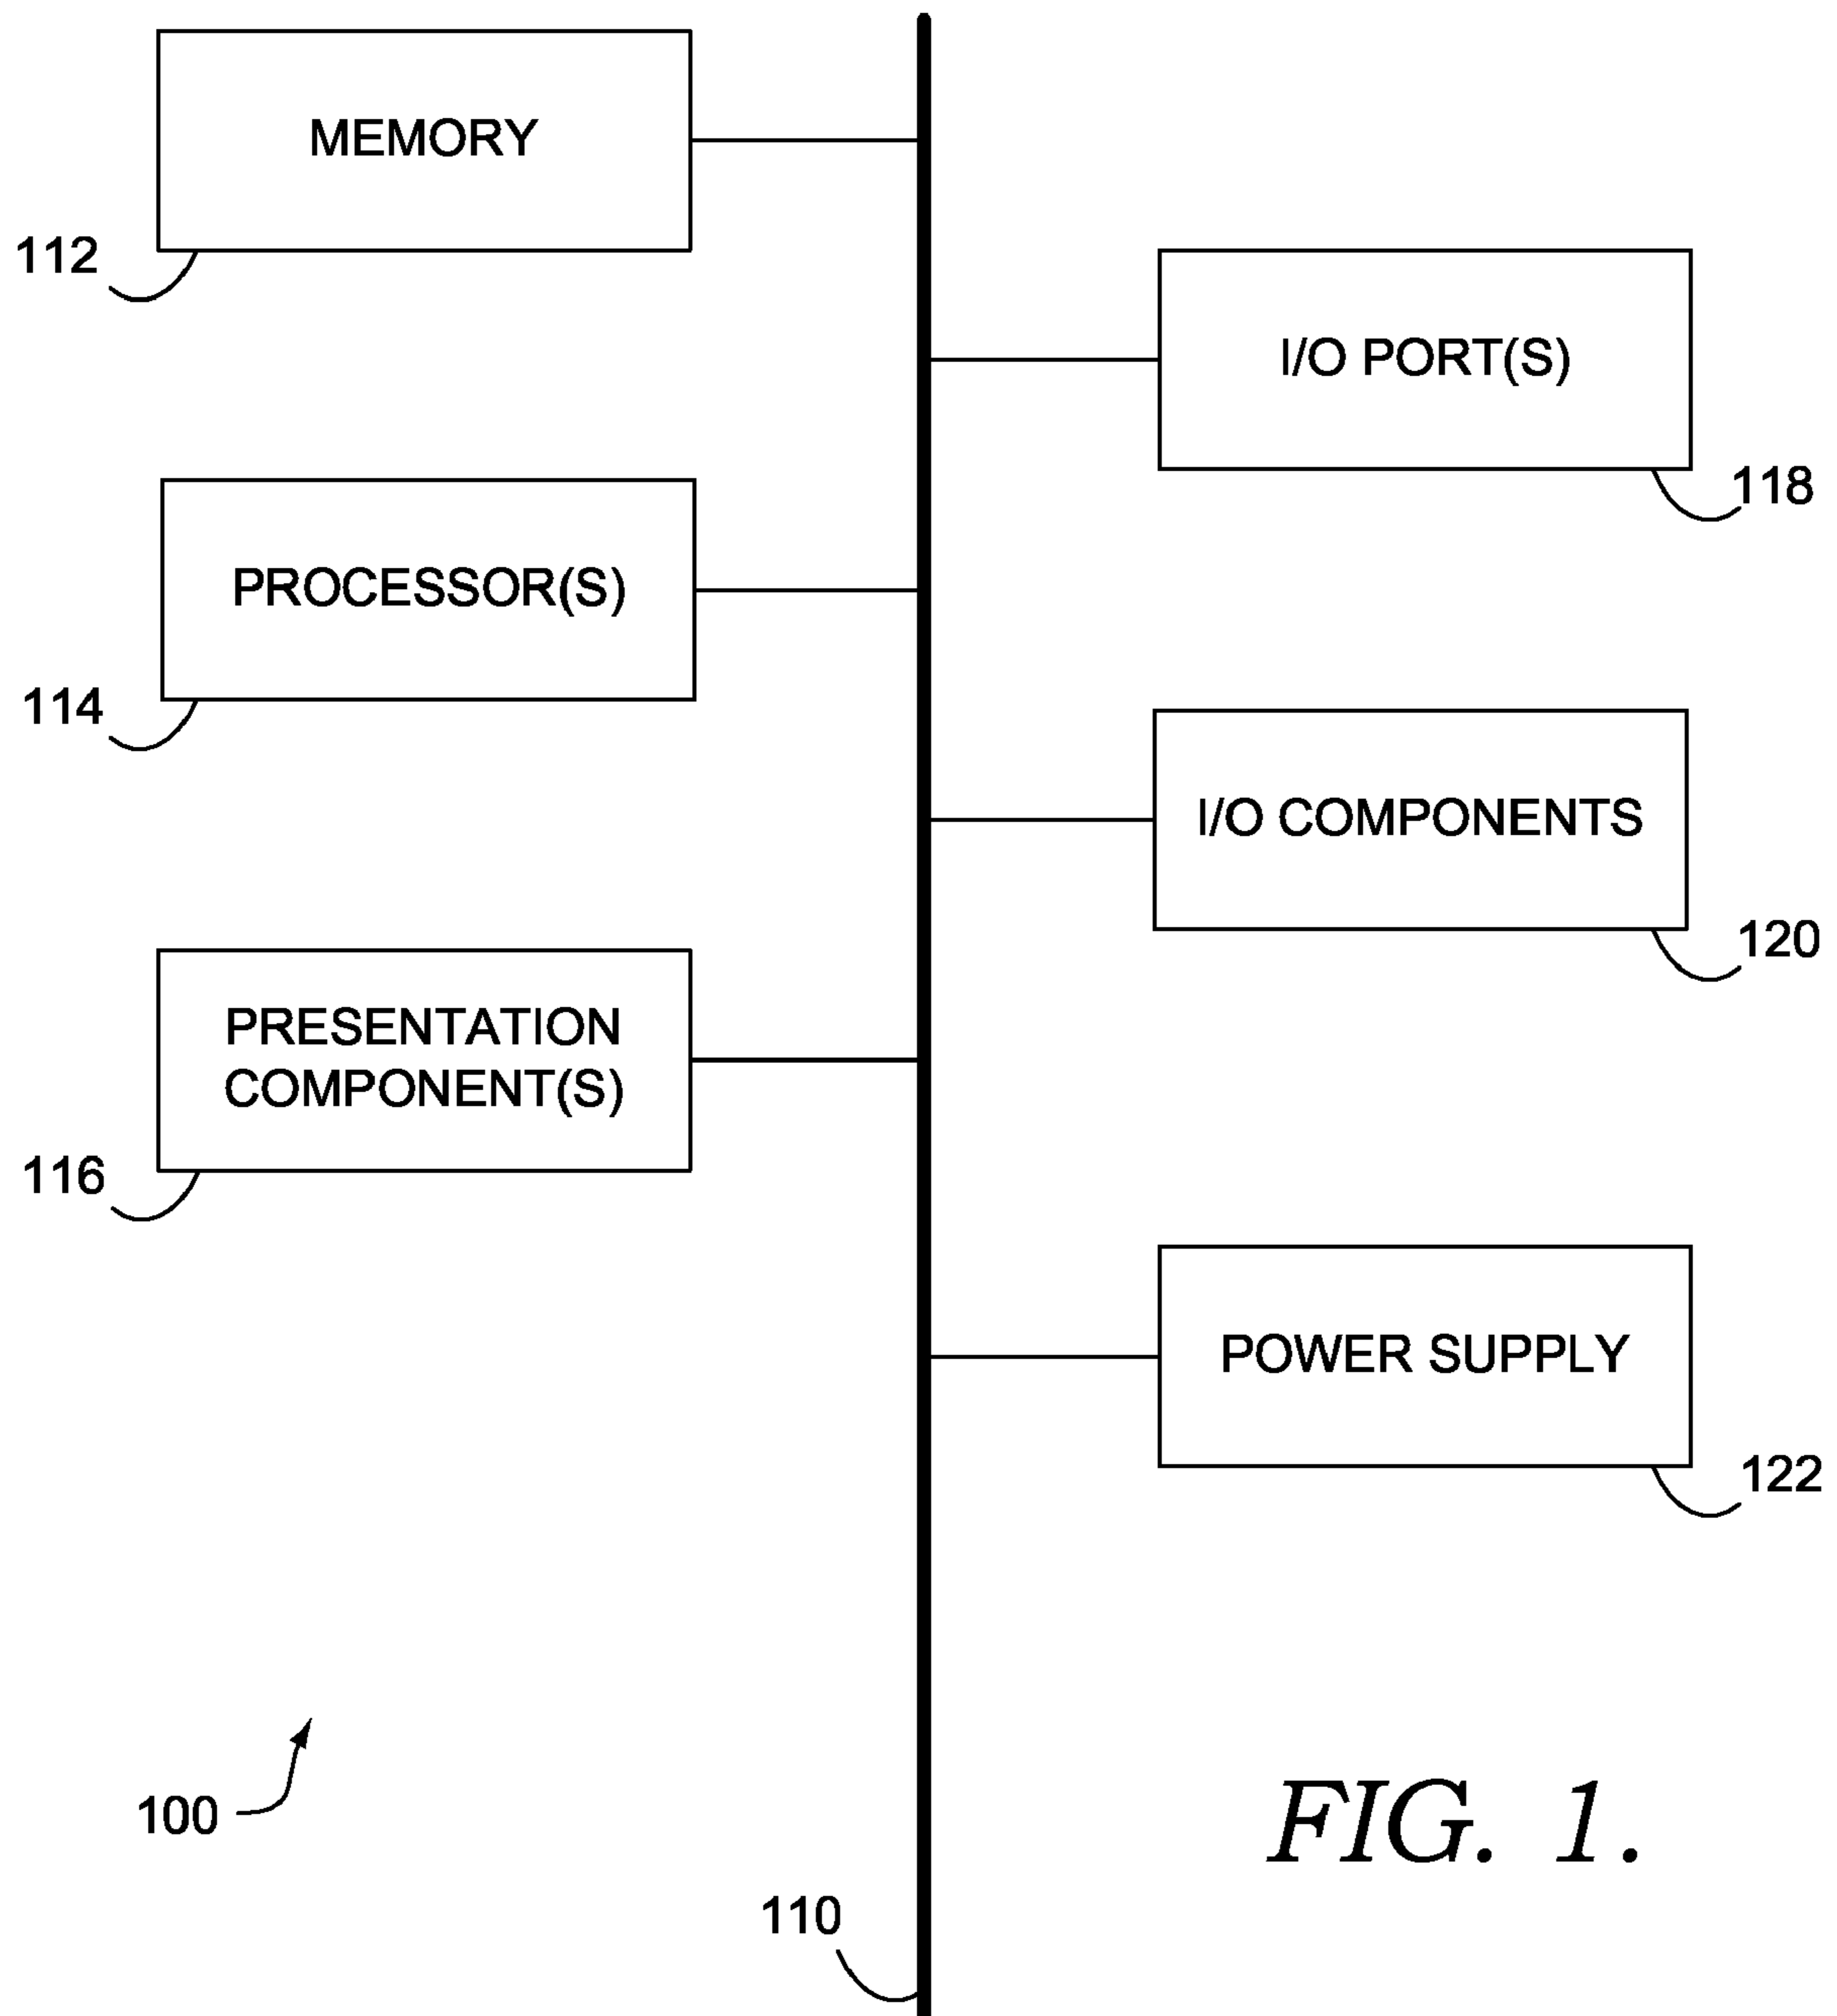 MEMORY
112
I/O PORT(S)
118
PROCESSOR(S)
114
I/O COMPONENTS
120
PRESENTATION
COMPONENT(S)
116
POWER SUPPLY
122
100
FIG. 1.
110